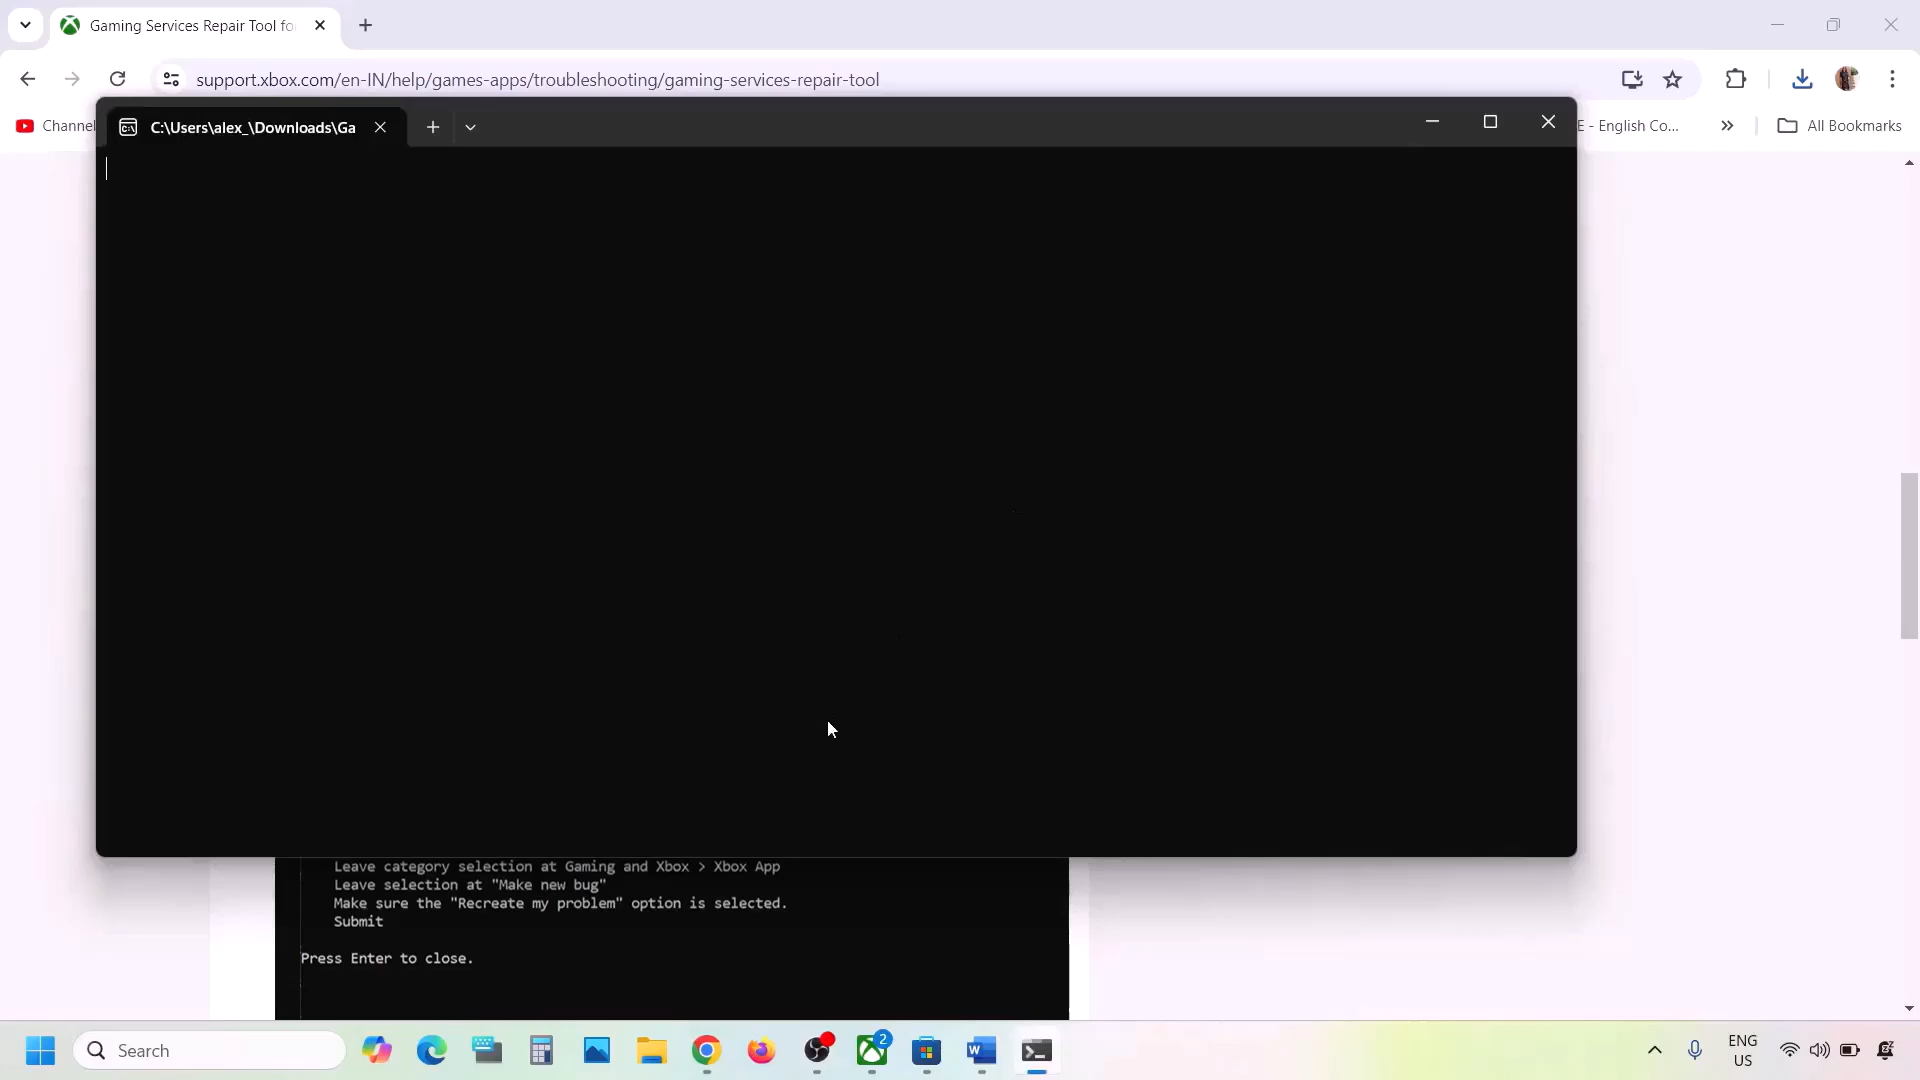 Gaming Services Repair Tool fo
support.xbox.com/en-IN/help/games-apps/troubleshooting/gaming-services-repair-tool
Channel
E - English Co...
All Bookmarks
C:\Users\alex_\Downloads\Ga
Leave category selection at Gaming and Xbox > Xbox App
Leave selection at "Make new bug"
Make sure the "Recreate my problem" option is selected.
Submit
Press Enter to close.
Search
2
ENG
US